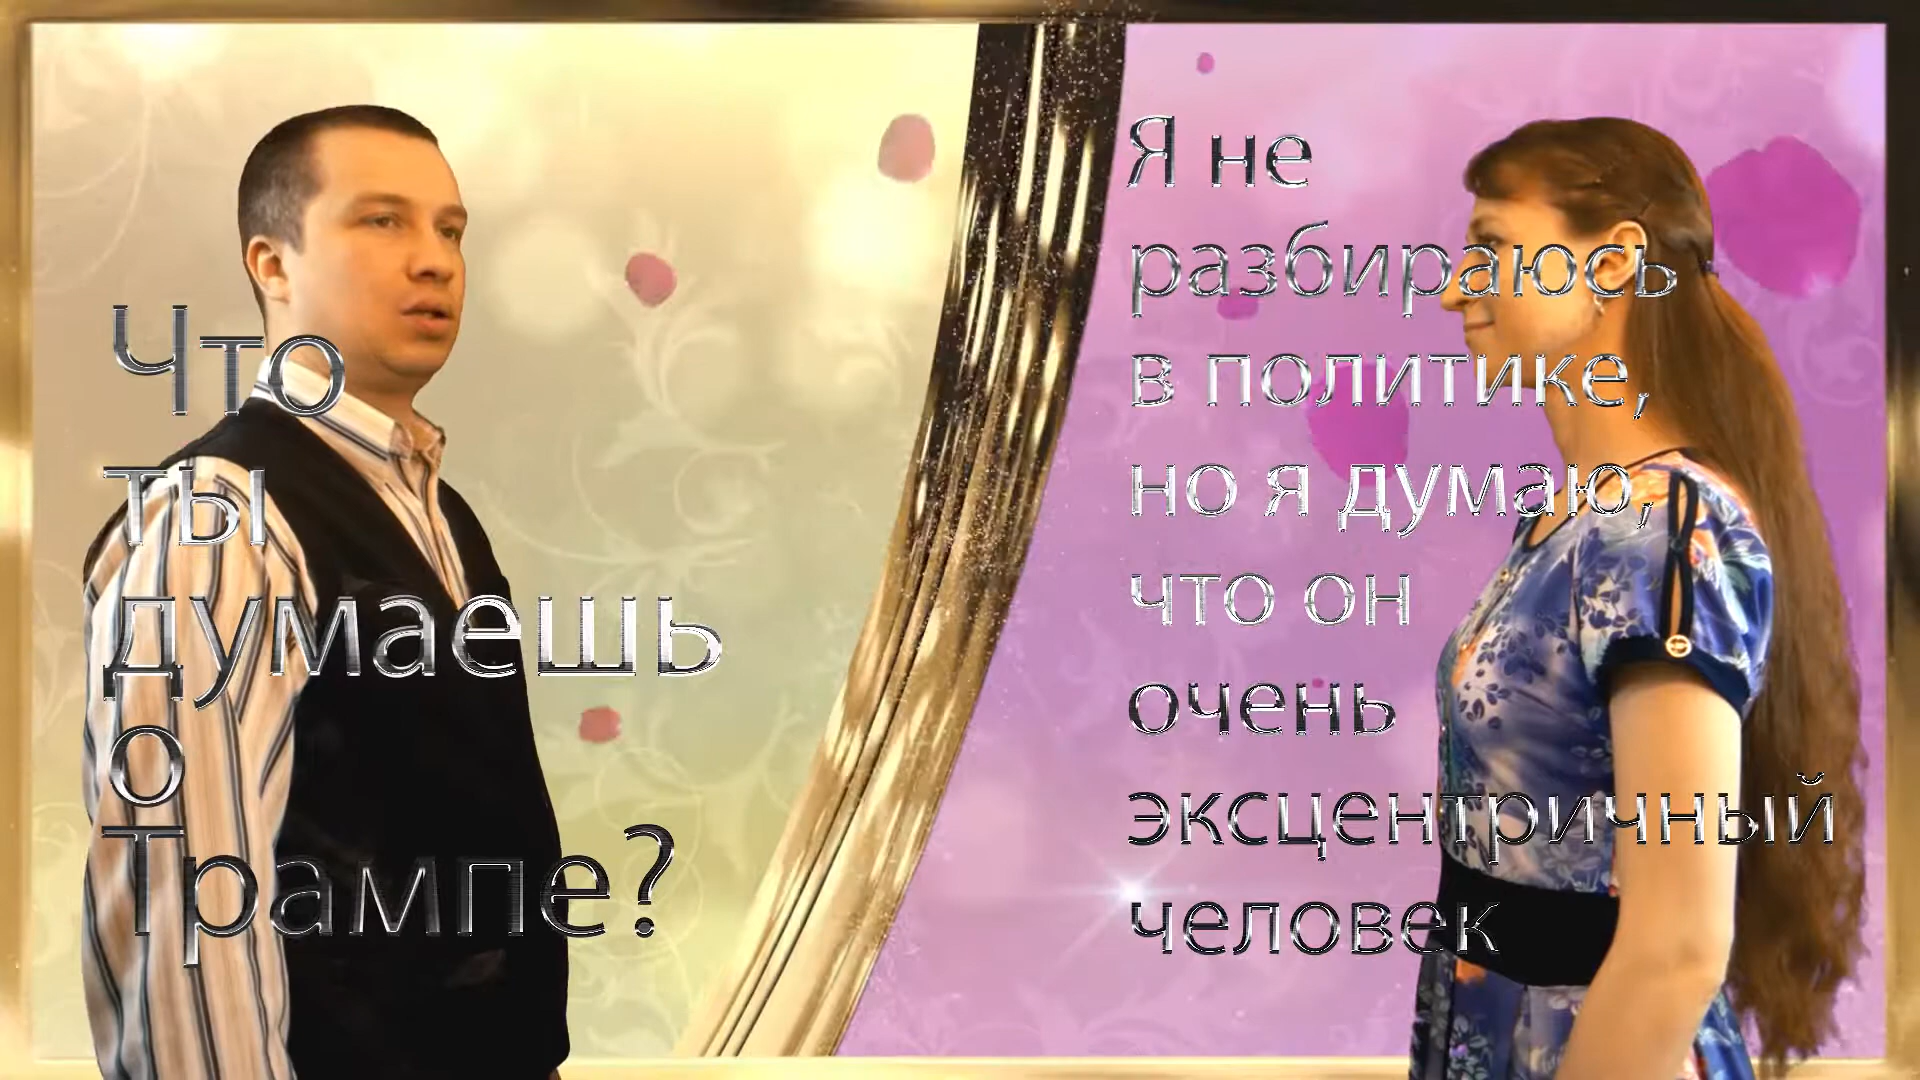 Что
ты
думаешь
о
Трампе?
Я не
разбираюсь
в политике,
но я думаю,
что он
очень
эксцентричный
человек